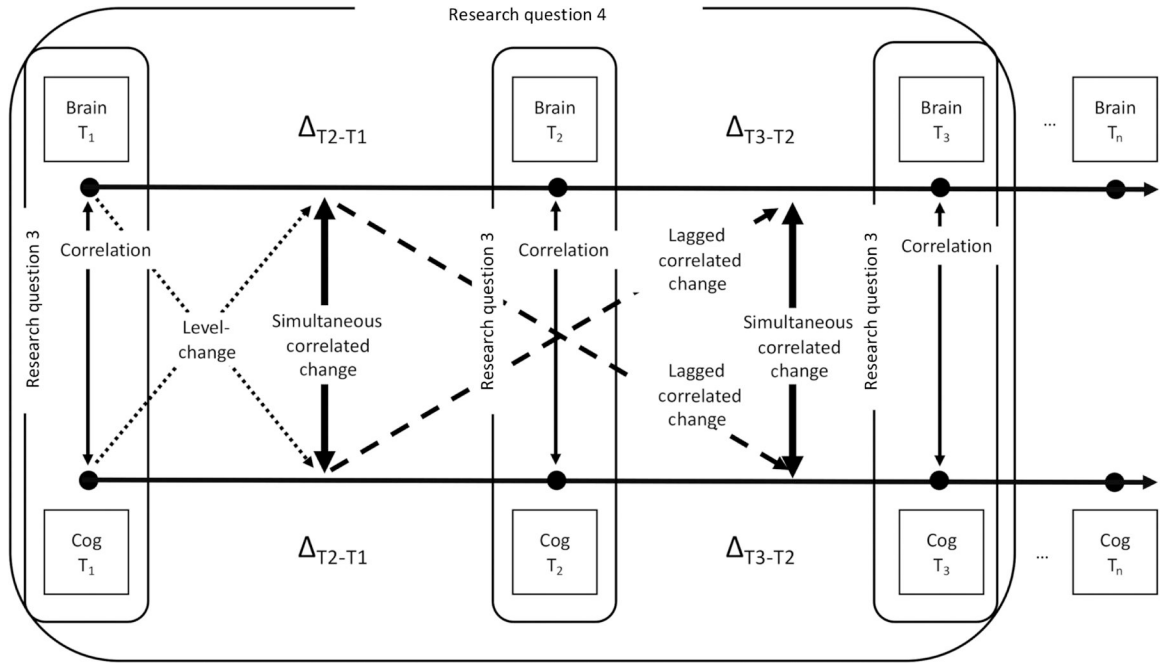 Research question 4
Brain
T1
ΔT2-T1
Brain
T2
ΔT3-T2
Brain
T3
...
Brain
Tn
Research question 3
Correlation
Level-
change
Simultaneous
correlated
change
Research question 3
Correlation
Lagged
correlated
change
Lagged
correlated
change
Simultaneous
correlated
change
Research question 3
Correlation
Cog
T1
ΔT2-T1
Cog
T2
ΔT3-T2
Cog
T3
...
Cog
Tn